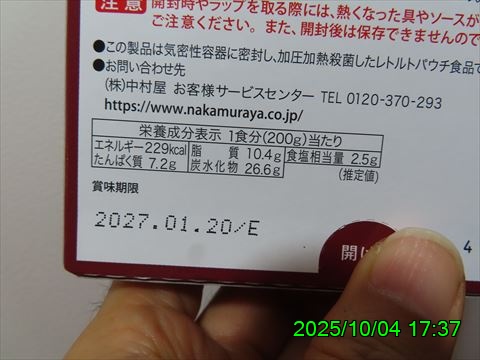 注意
開封時やラップを取る際には、熱くなった具やソースが
ご注意ください。また、開封後は保存できませんので
●この製品は気密性容器に密封し、加圧加熱殺菌したレトルトパウチ食品で
●お問い合わせ先
(株)中村屋 お客様サービスセンター TEL 0120-370-293
https://www.nakamuraya.co.jp/
栄養成分表示 1食分(200g)当たり
エネルギー229kcal 脂質 10.4g 食塩相当量 2.5g
たんぱく質 7.2g 炭水化物 26.6g (推定値)
賞味期限
2027.01.20/E
開け
4
2025/10/04 17:37